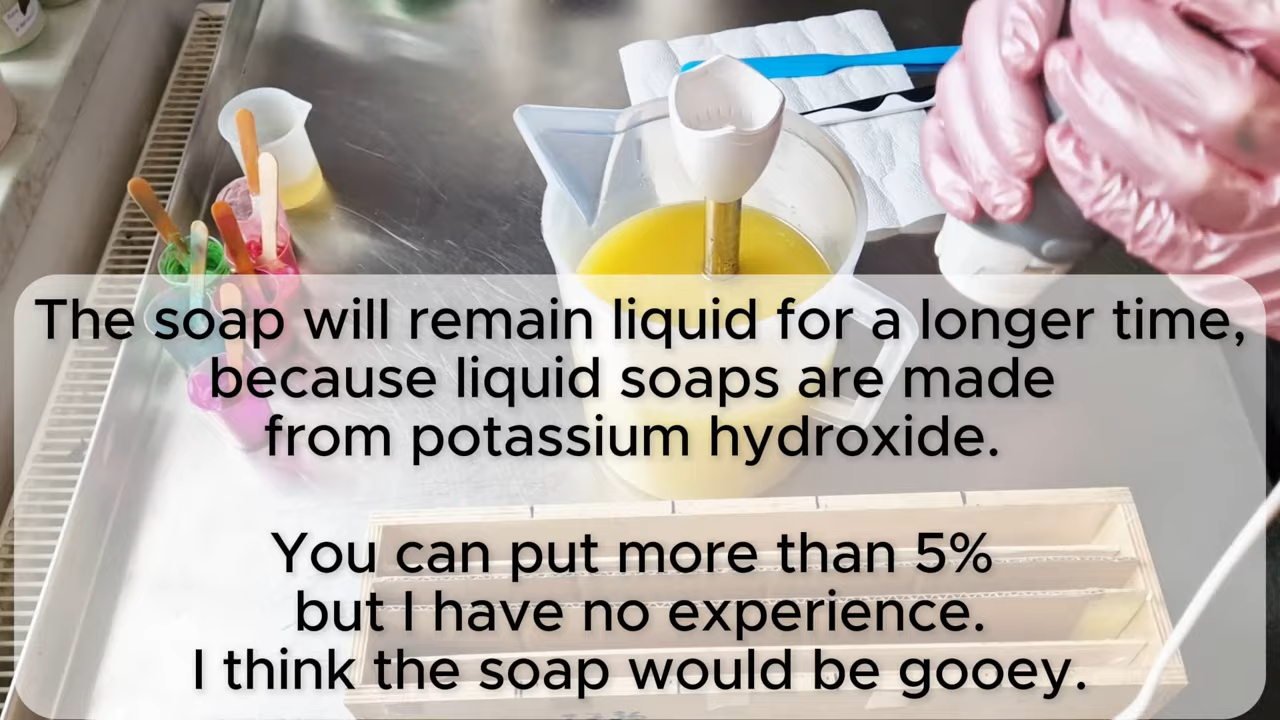 The soap will remain liquid for a longer time,
because liquid soaps are made
from potassium hydroxide.
You can put more than 5%
but I have no experience.
I think the soap would be gooey.